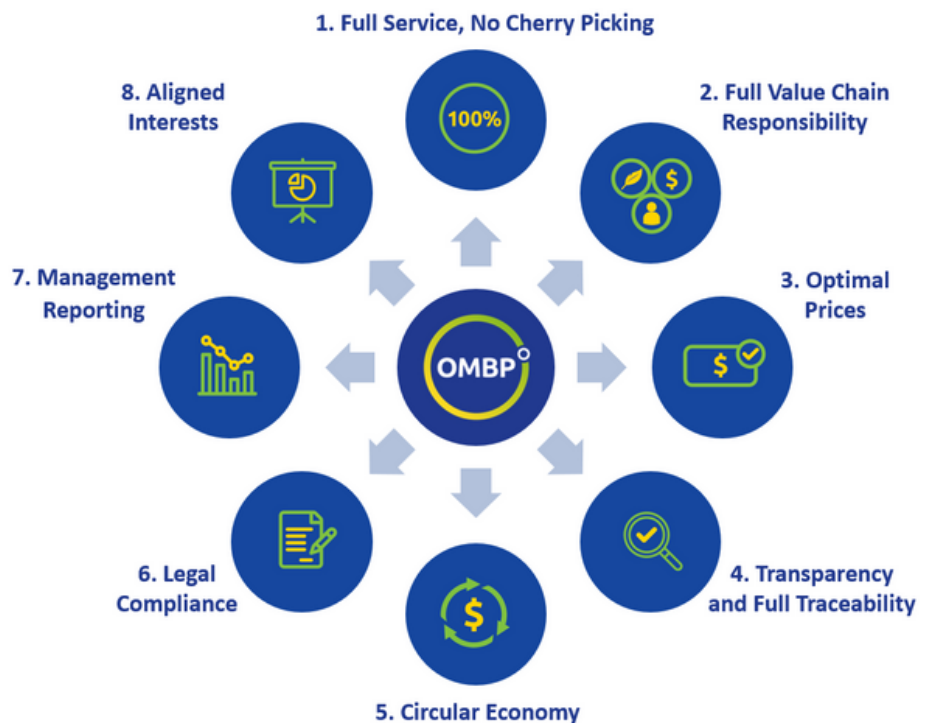 1. Full Service, No Cherry Picking
100%
2. Full Value Chain
Responsibility
$
3. Optimal
Prices
$
4. Transparency
and Full Traceability
5. Circular Economy
$
6. Legal
Compliance
7. Management
Reporting
8. Aligned
Interests
OMBP